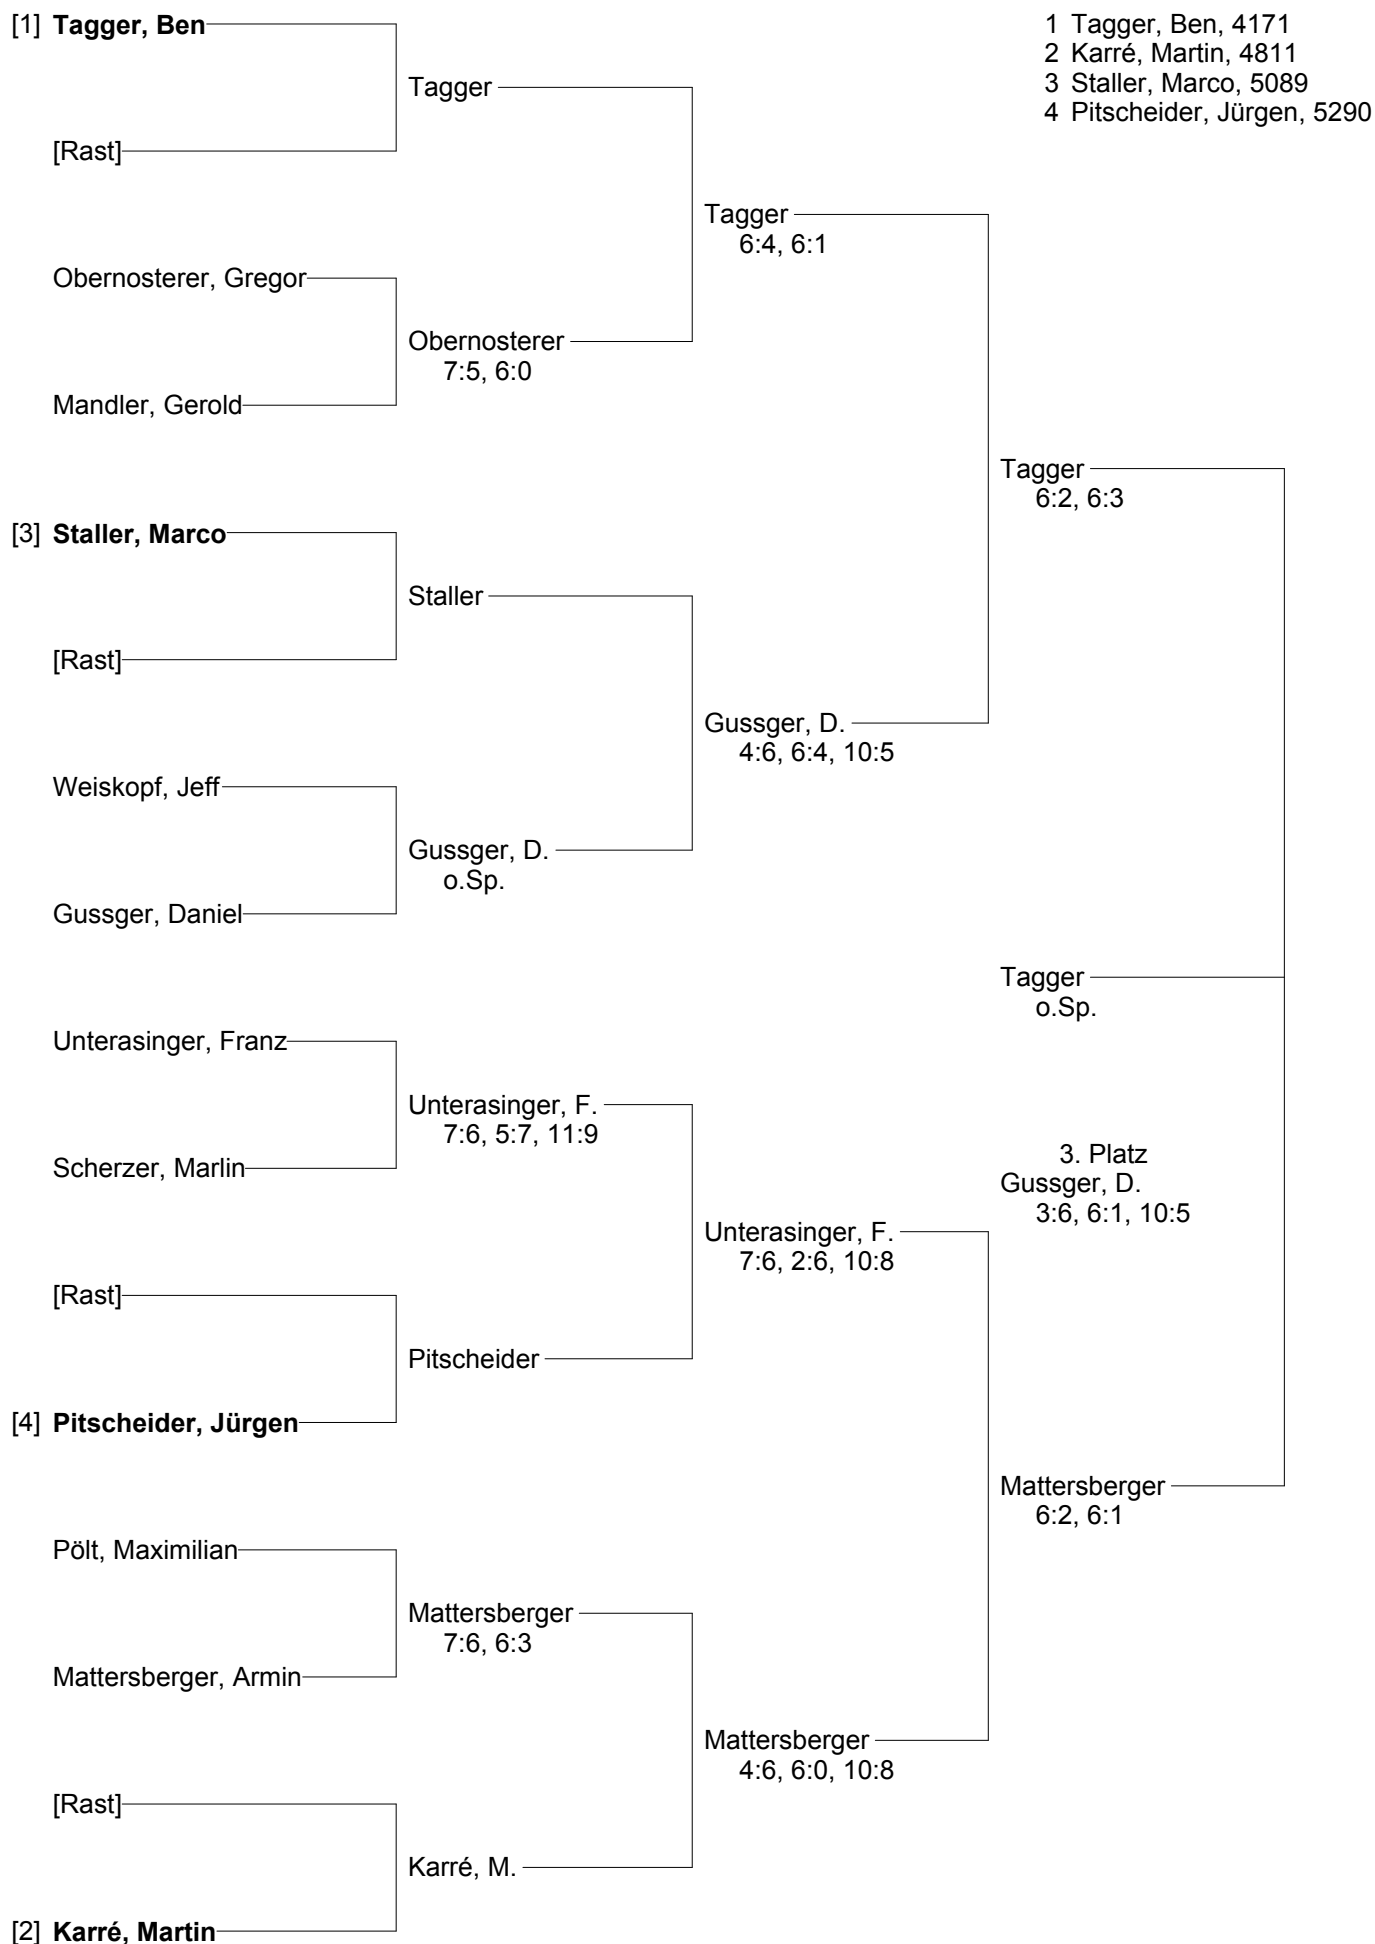 [1] Tagger, Ben
1 Tagger, Ben, 4171
2 Karré, Martin, 4811
3 Staller, Marco, 5089
4 Pitscheider, Jürgen, 5290
Tagger
[Rast]
Tagger
6:4, 6:1
Obernosterer, Gregor
Obernosterer
7:5, 6:0
Mandler, Gerold
Tagger
6:2, 6:3
[3] Staller, Marco
Staller
[Rast]
Gussger, D.
4:6, 6:4, 10:5
Weiskopf, Jeff
Gussger, D.
o.Sp.
Gussger, Daniel
Tagger
o.Sp.
Unterasinger, Franz
Unterasinger, F.
7:6, 5:7, 11:9
Scherzer, Marlin
3. Platz
Gussger, D.
3:6, 6:1, 10:5
Unterasinger, F.
7:6, 2:6, 10:8
[Rast]
Pitscheider
[4] Pitscheider, Jürgen
Mattersberger
6:2, 6:1
Pölt, Maximilian
Mattersberger
7:6, 6:3
Mattersberger, Armin
Mattersberger
4:6, 6:0, 10:8
[Rast]
Karré, M.
[2] Karré, Martin